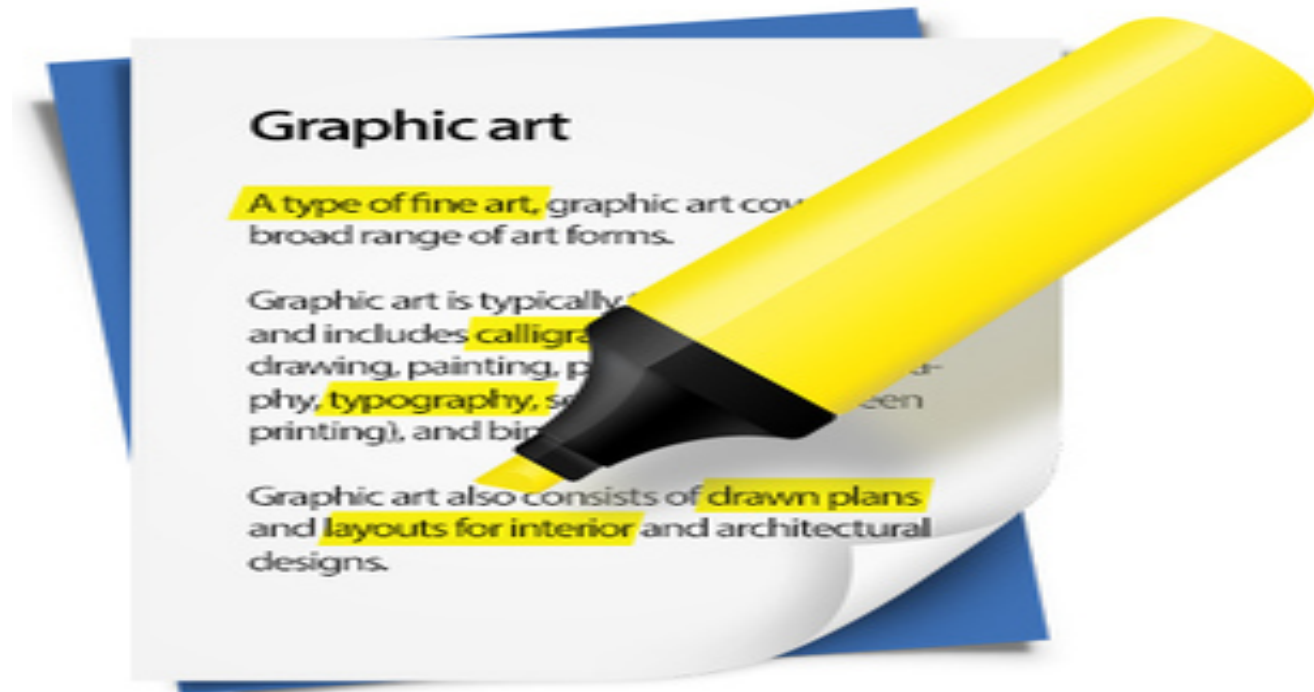 Graphic art
A type of fine art, graphic art
broad range of art forms.
Graphic art is typically
and includes
drawing, painting,
phy, typography,
printing), and
Graphic art also consists of drawn plans
and layouts for interior and architectural
designs.